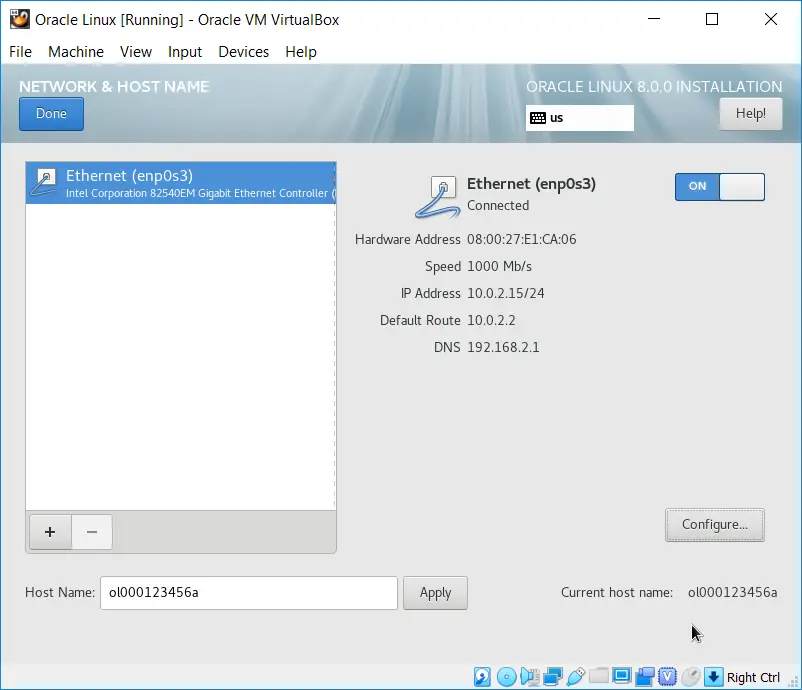 Oracle Linux [Running] - Oracle VM VirtualBox
File Machine View Input Devices Help
NETWORK & HOST NAME
ORACLE LINUX 8.0.0 INSTALLATION
Done
us
Help!
Ethernet (enp0s3)
Intel Corporation 82540EM Gigabit Ethernet Controller (
Ethernet (enp0s3)
Connected
ON
Hardware Address 08:00:27:E1:CA:06
Speed 1000 Mb/s
IP Address 10.0.2.15/24
Default Route 10.0.2.2
DNS 192.168.2.1
+ −
Configure...
Host Name: ol000123456a Apply Current host name: ol000123456a
Right Ctrl